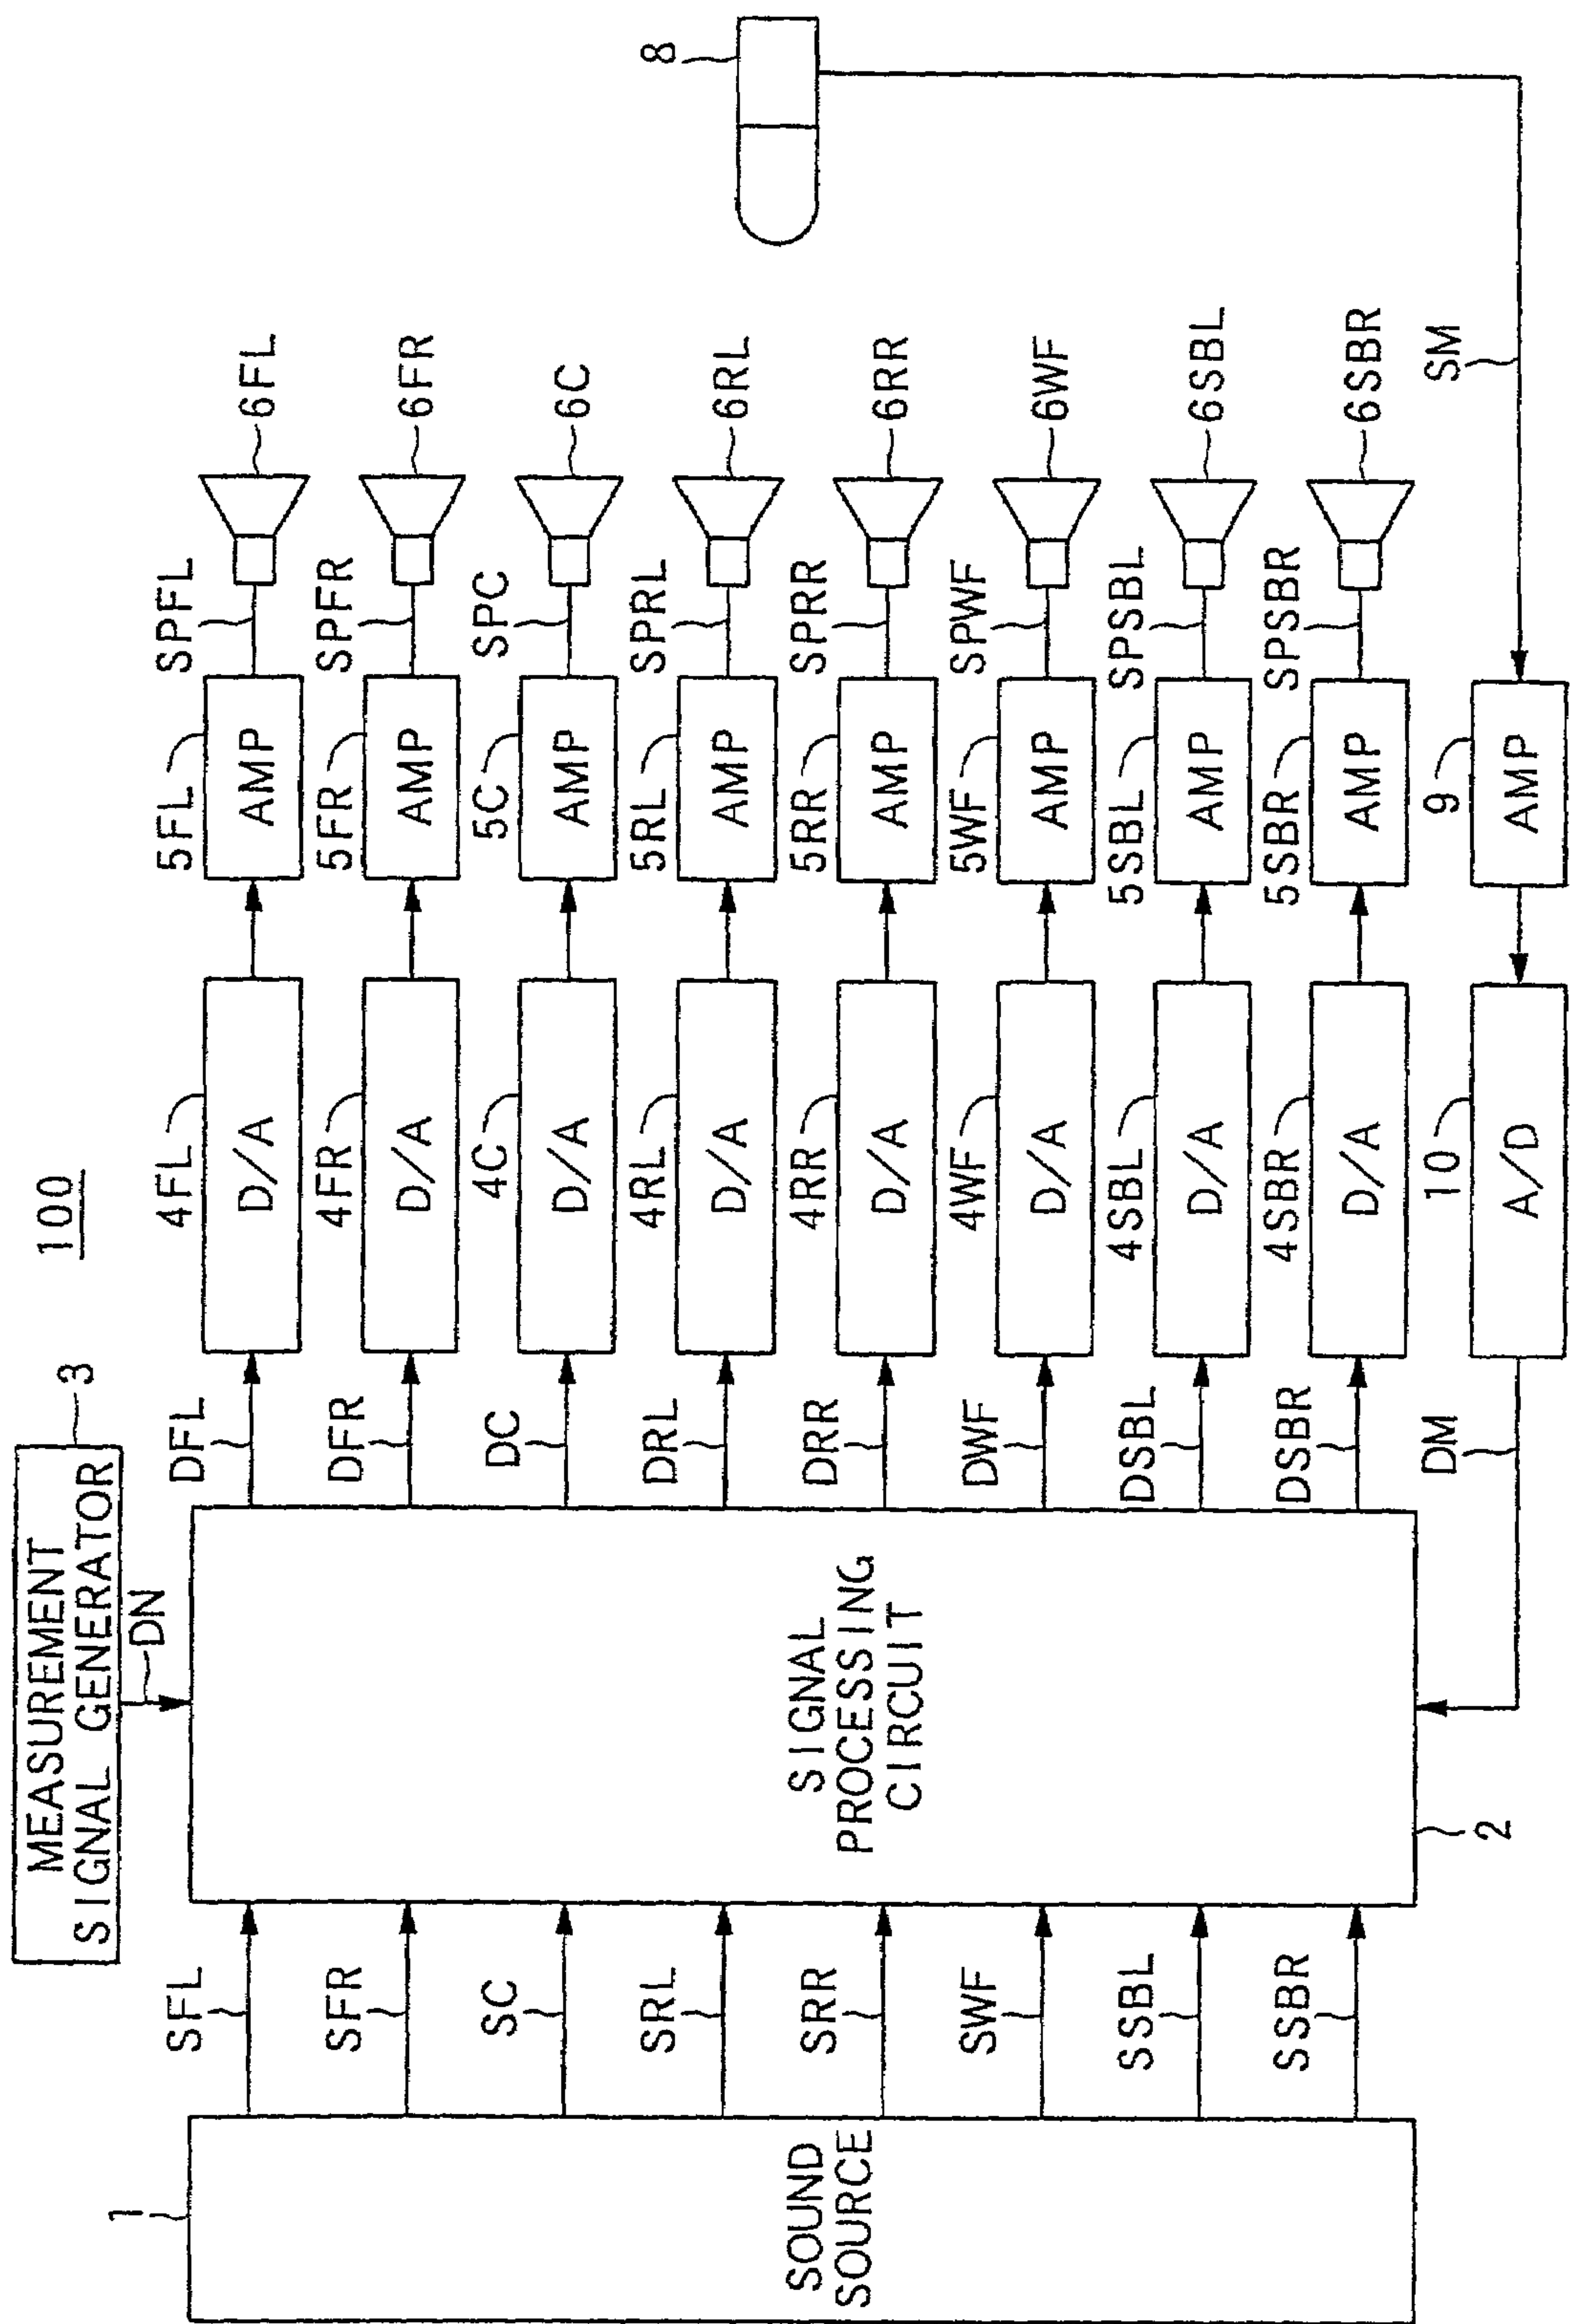 100
MEASUREMENT
SIGNAL GENERATOR
3
DN
1
SOUND
SOURCE
SFL
SFR
SC
SRL
SRR
SWF
SSBL
SSBR
SIGNAL
PROCESSING
CIRCUIT
2
DFL
DFR
DC
DRL
DRR
DWF
DSBL
DSBR
DM
4FL
D/A
4FR
D/A
4C
D/A
4RL
D/A
4RR
D/A
4WF
D/A
4SBL
D/A
4SBR
D/A
10
A/D
5FL
AMP
5FR
AMP
5C
AMP
5RL
AMP
5RR
AMP
5WF
AMP
5SBL
AMP
5SBR
AMP
9
AMP
SPFL
SPFR
SPC
SPRL
SPRR
SPWF
SPSBL
SPSBR
6FL
6FR
6C
6RL
6RR
6WF
6SBL
6SBR
SM
8